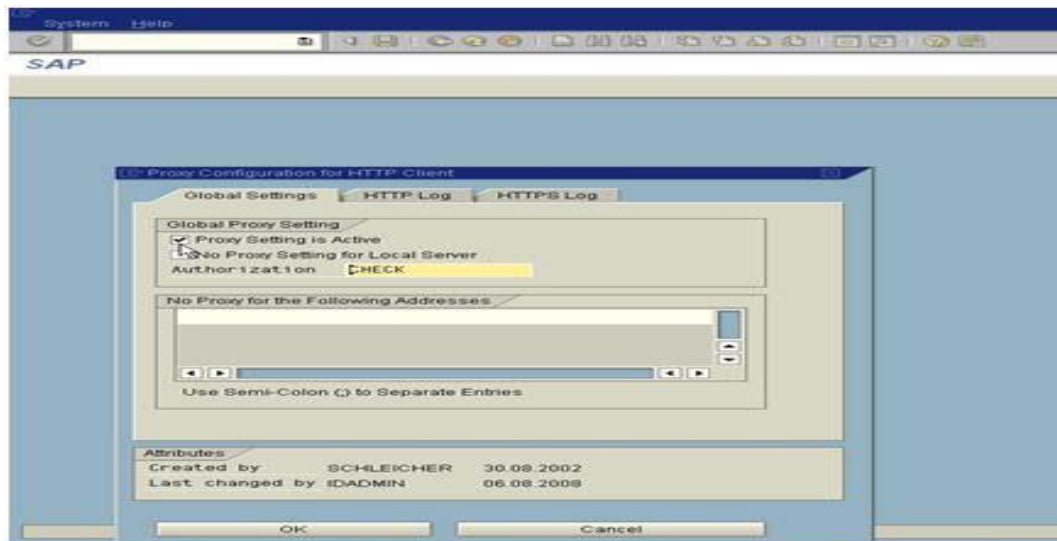 System Help
SAP
Proxy Configuration for HTTP Client
Global Settings HTTP Log HTTPS Log
Global Proxy Setting
Proxy Setting is Active
No Proxy Setting for Local Server
Authorization CHECK
No Proxy for the Following Addresses
Use Semi-Colon (;) to Separate Entries
Attributes
Created by SCHLEICHER 30.08.2002
Last changed by IDADMIN 06.08.2008
OK Cancel